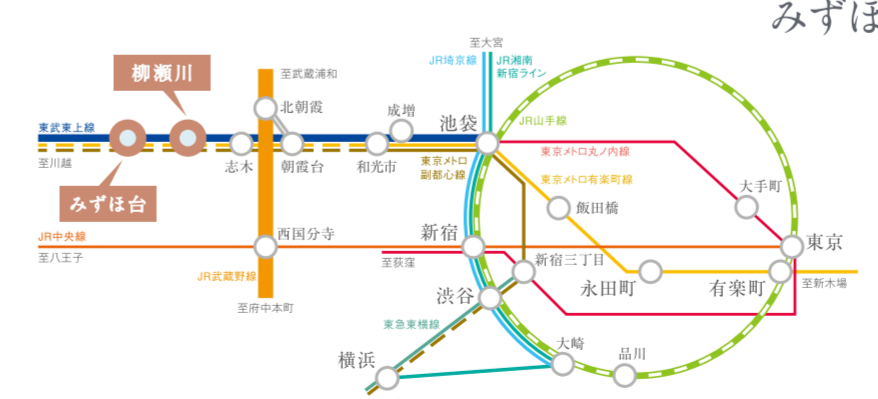 みずほ
至大宮
JR埼京線
JR湘南
新宿ライン
柳瀬川
至武蔵浦和
北朝霞
成増
池袋
JR山手線
東武東上線
至川越
志木
朝霞台
和光市
東京メトロ
副都心線
東京メトロ丸ノ内線
東京メトロ有楽町線
みずほ台
飯田橋
大手町
JR中央線
至八王子
西国分寺
新宿
東京
至荻窪
新宿三丁目
JR武蔵野線
永田町
有楽町
至新木場
渋谷
至府中本町
東急東横線
横浜
大崎
品川